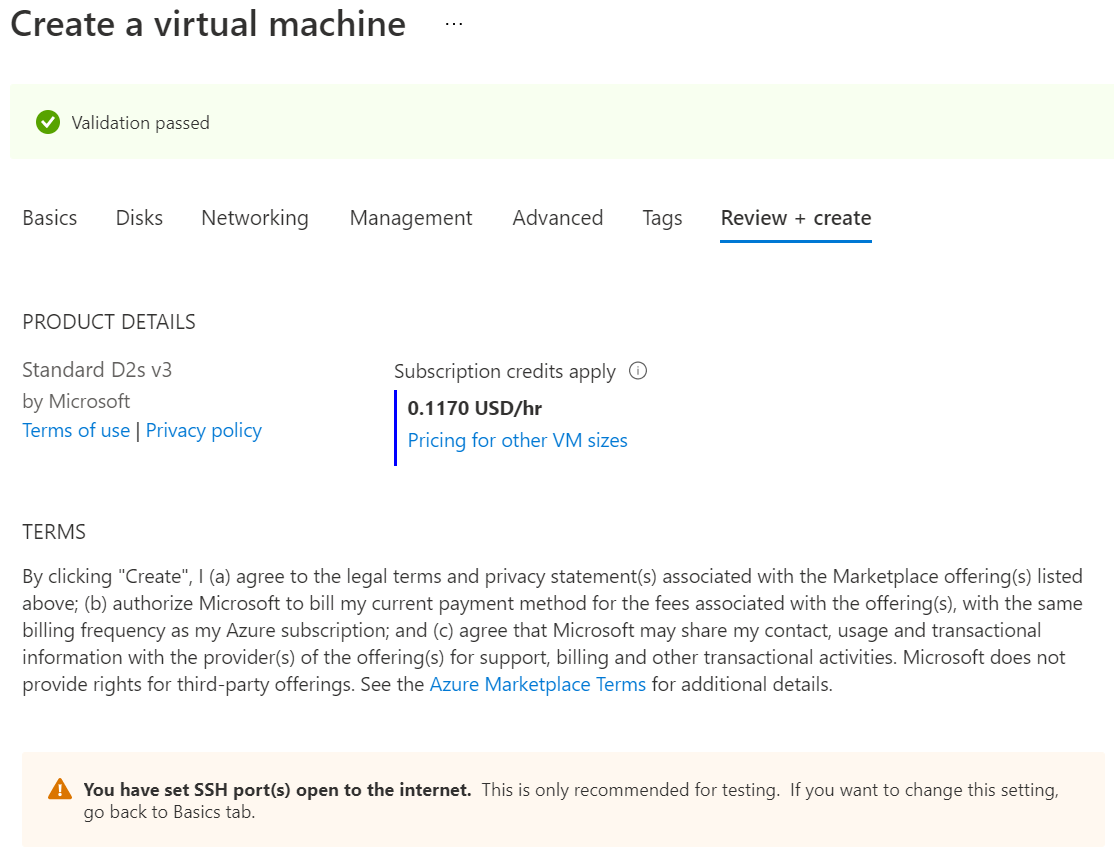 Create a virtual machine ...
Validation passed
Basics Disks Networking Management Advanced Tags Review + create
PRODUCT DETAILS
Standard D2s v3
by Microsoft
Terms of use | Privacy policy
Subscription credits apply
0.1170 USD/hr
Pricing for other VM sizes
TERMS
By clicking "Create", I (a) agree to the legal terms and privacy statement(s) associated with the Marketplace offering(s) listed
above; (b) authorize Microsoft to bill my current payment method for the fees associated with the offering(s), with the same
billing frequency as my Azure subscription; and (c) agree that Microsoft may share my contact, usage and transactional
information with the provider(s) of the offering(s) for support, billing and other transactional activities. Microsoft does not
provide rights for third-party offerings. See the Azure Marketplace Terms for additional details.
You have set SSH port(s) open to the internet. This is only recommended for testing. If you want to change this setting,
go back to Basics tab.